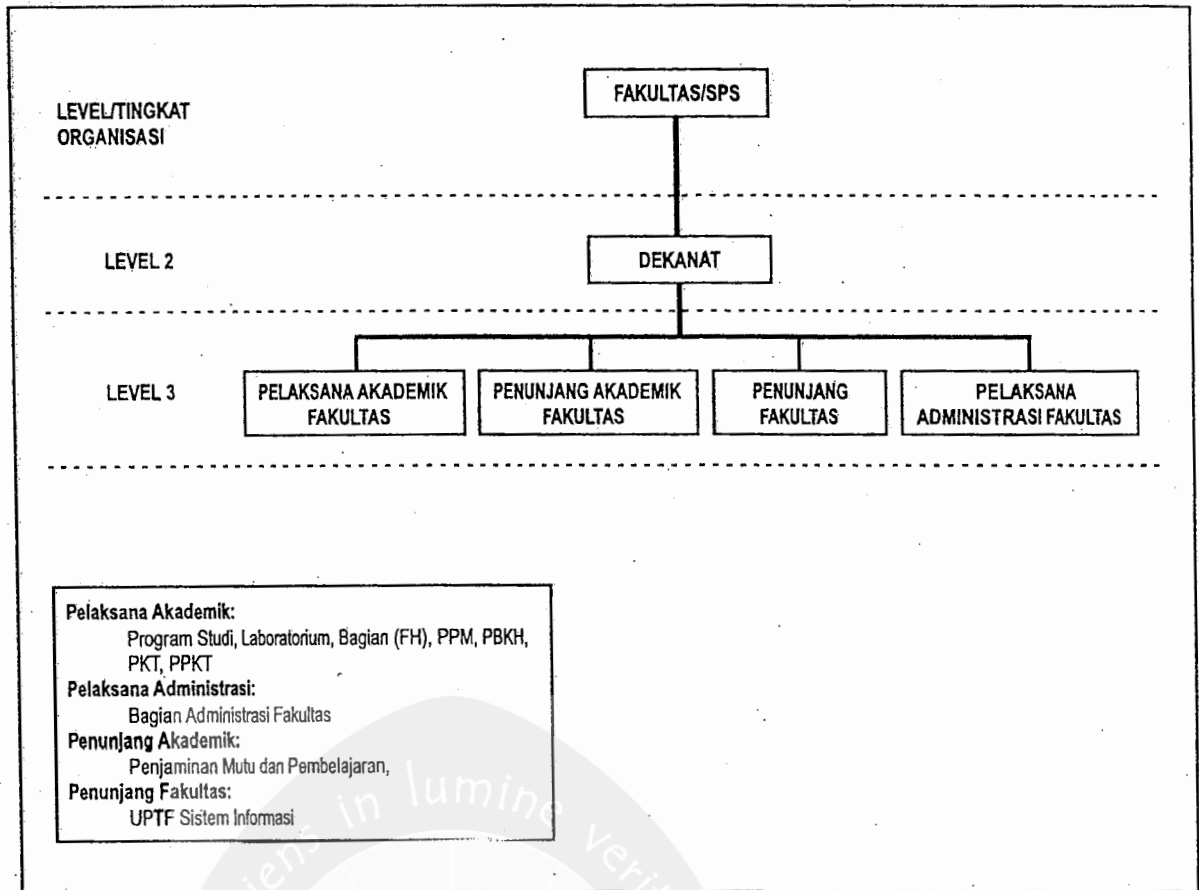 LEVEL/TINGKAT
ORGANISASI
FAKULTAS/SPS
LEVEL 2
DEKANAT
LEVEL 3
PELAKSANA AKADEMIK
FAKULTAS
PENUNJANG AKADEMIK
FAKULTAS
PENUNJANG
FAKULTAS
PELAKSANA
ADMINISTRASI FAKULTAS
Pelaksana Akademik:
Program Studi, Laboratorium, Bagian (FH), PPM, PBKH,
PKT, PPKT
Pelaksana Administrasi:
Bagian Administrasi Fakultas
Penunjang Akademik:
Penjaminan Mutu dan Pembelajaran,
Penunjang Fakultas:
UPTF Sistem Informasi
in lumine